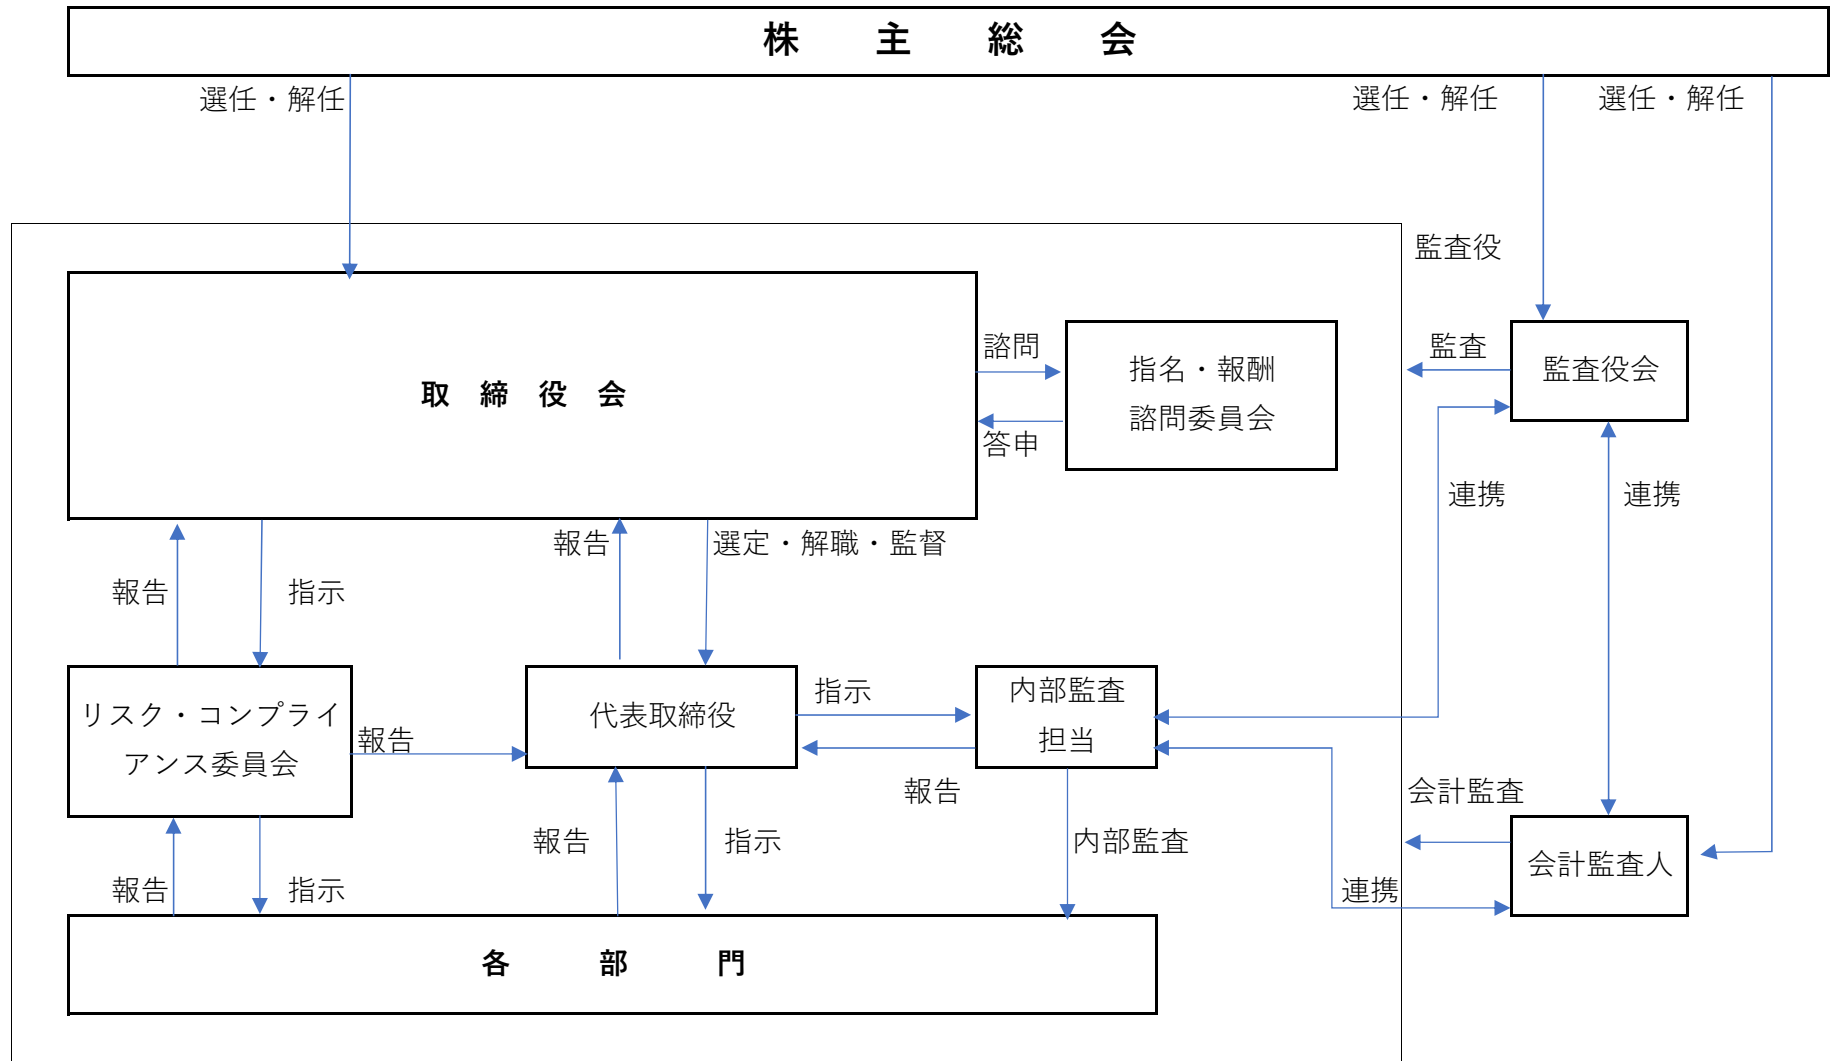 株 主 総 会
選任・解任
選任・解任
選任・解任
監査役
諮問
監査
指名・報酬
諮問委員会
監査役会
取 締 役 会
答申
連携
連携
報告
選定・解職・監督
報告
指示
リスク・コンプライ
アンス委員会
報告
代表取締役
指示
内部監査
担当
報告
会計監査
報告
指示
内部監査
会計監査人
報告
指示
連携
各 部 門